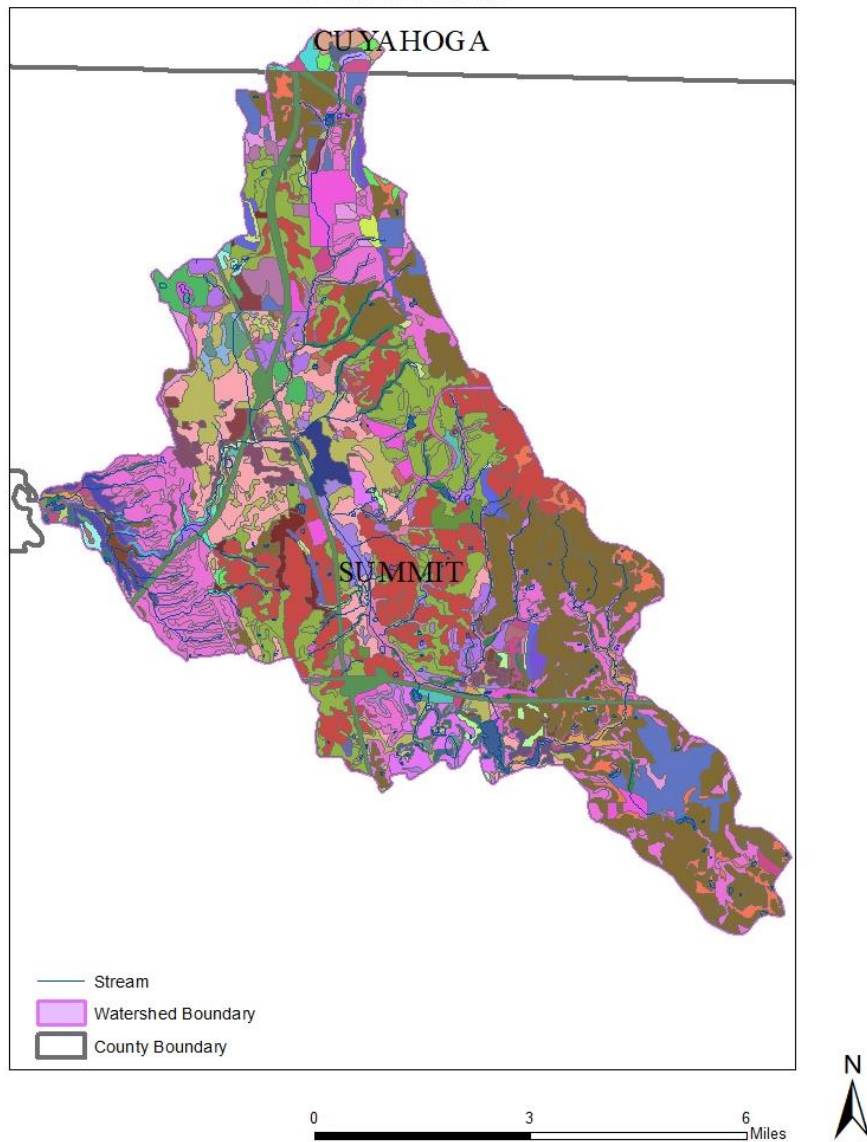 CUYAHOGA
SUMMIT
Stream
Watershed Boundary
County Boundary
N
0 3 6
Miles